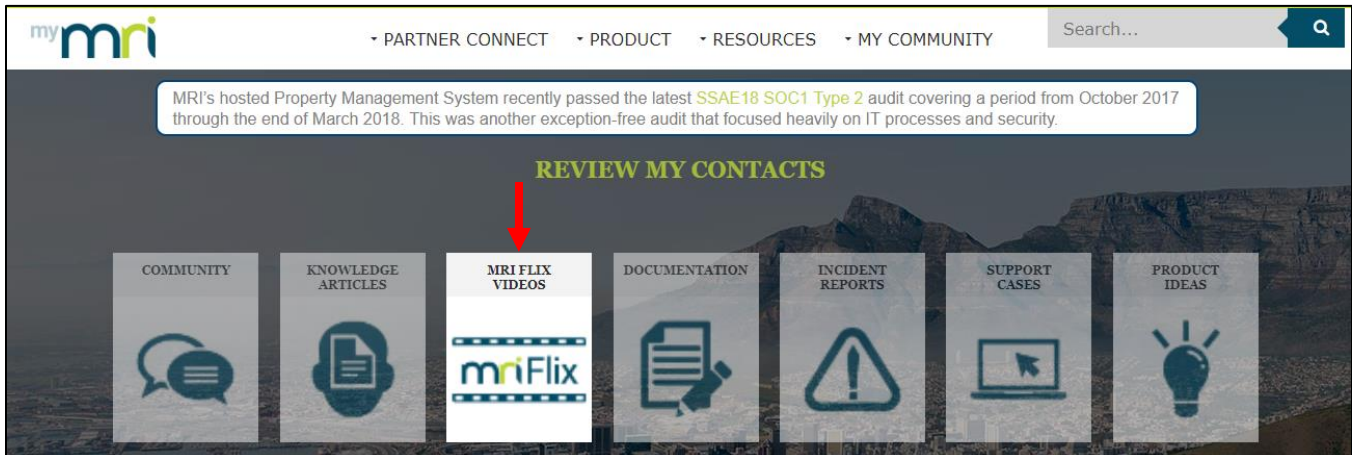 mymri
PARTNER CONNECT
PRODUCT
RESOURCES
MY COMMUNITY
Search...
MRI's hosted Property Management System recently passed the latest SSAE18 SOC1 Type 2 audit covering a period from October 2017
through the end of March 2018. This was another exception-free audit that focused heavily on IT processes and security.
REVIEW MY CONTACTS
COMMUNITY
KNOWLEDGE
ARTICLES
MRI FLIX
VIDEOS
mriFlix
DOCUMENTATION
INCIDENT
REPORTS
SUPPORT
CASES
PRODUCT
IDEAS